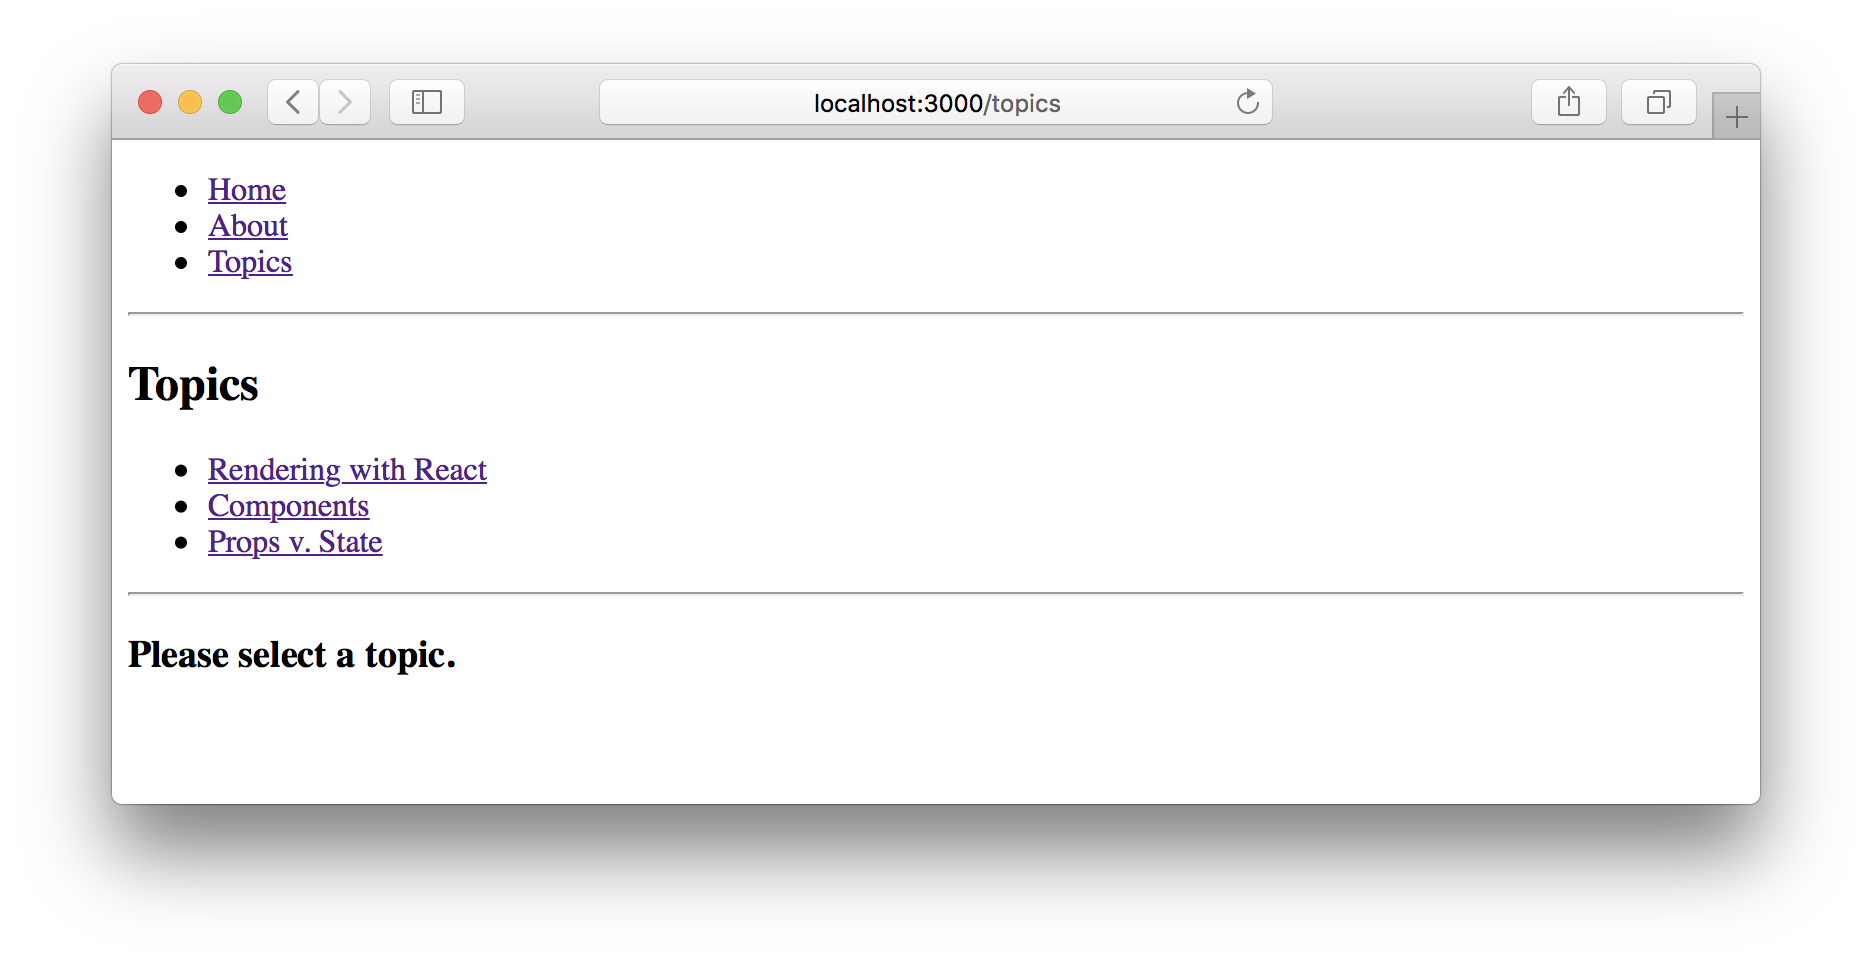 localhost:3000/topics
Home
About
Topics
Topics
Rendering with React
Components
Props v. State
Please select a topic.